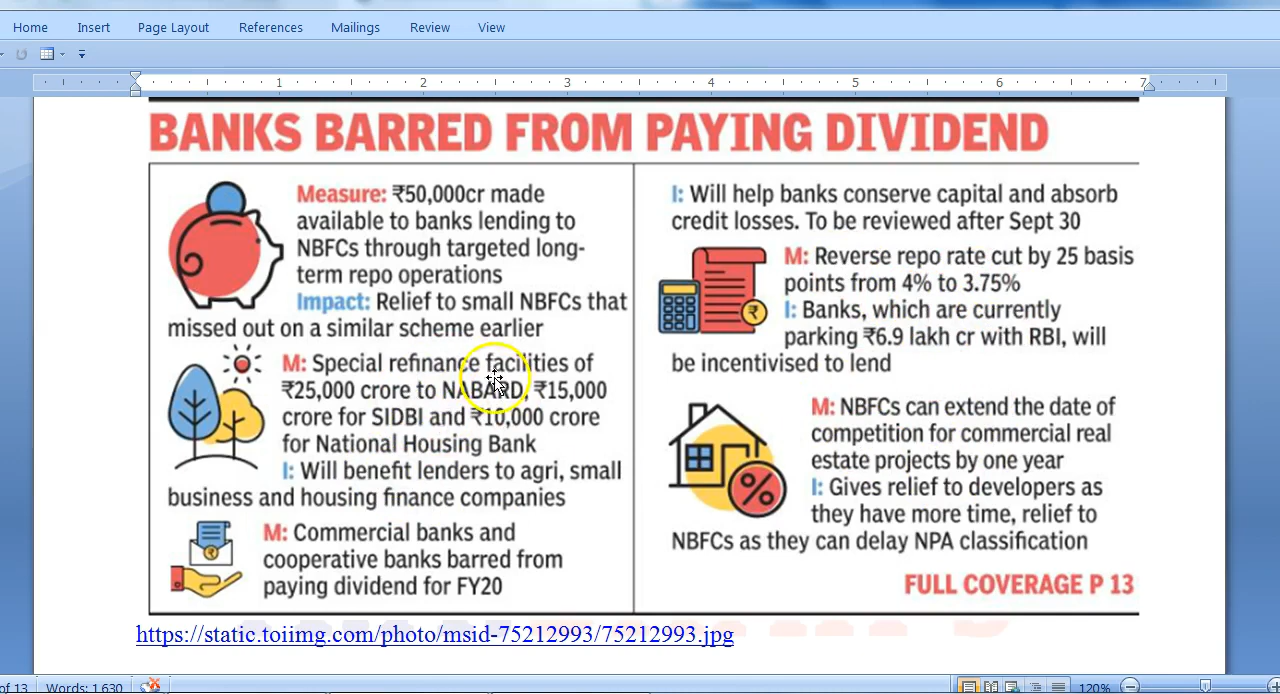 Home Insert Page Layout References Mailings Review View
1 2 3 4 5 6 7
BANKS BARRED FROM PAYING DIVIDEND
Measure: ₹50,000cr made
available to banks lending to
NBFCs through targeted long-
term repo operations
Impact: Relief to small NBFCs that
missed out on a similar scheme earlier
M: Special refinance facilities of
₹25,000 crore to NABARD, ₹15,000
crore for SIDBI and ₹10,000 crore
for National Housing Bank
I: Will benefit lenders to agri, small
business and housing finance companies
M: Commercial banks and
cooperative banks barred from
paying dividend for FY20
I: Will help banks conserve capital and absorb
credit losses. To be reviewed after Sept 30
M: Reverse repo rate cut by 25 basis
points from 4% to 3.75%
I: Banks, which are currently
parking ₹6.9 lakh cr with RBI, will
be incentivised to lend
M: NBFCs can extend the date of
competition for commercial real
estate projects by one year
I: Gives relief to developers as
they have more time, relief to
NBFCs as they can delay NPA classification
FULL COVERAGE P 13
https://static.toiimg.com/photo/msid-75212993/75212993.jpg
of 13 Words: 1,630 120%